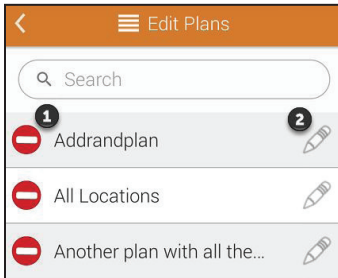 Edit Plans
Search
1
2
Addrandplan
All Locations
Another plan with all the...